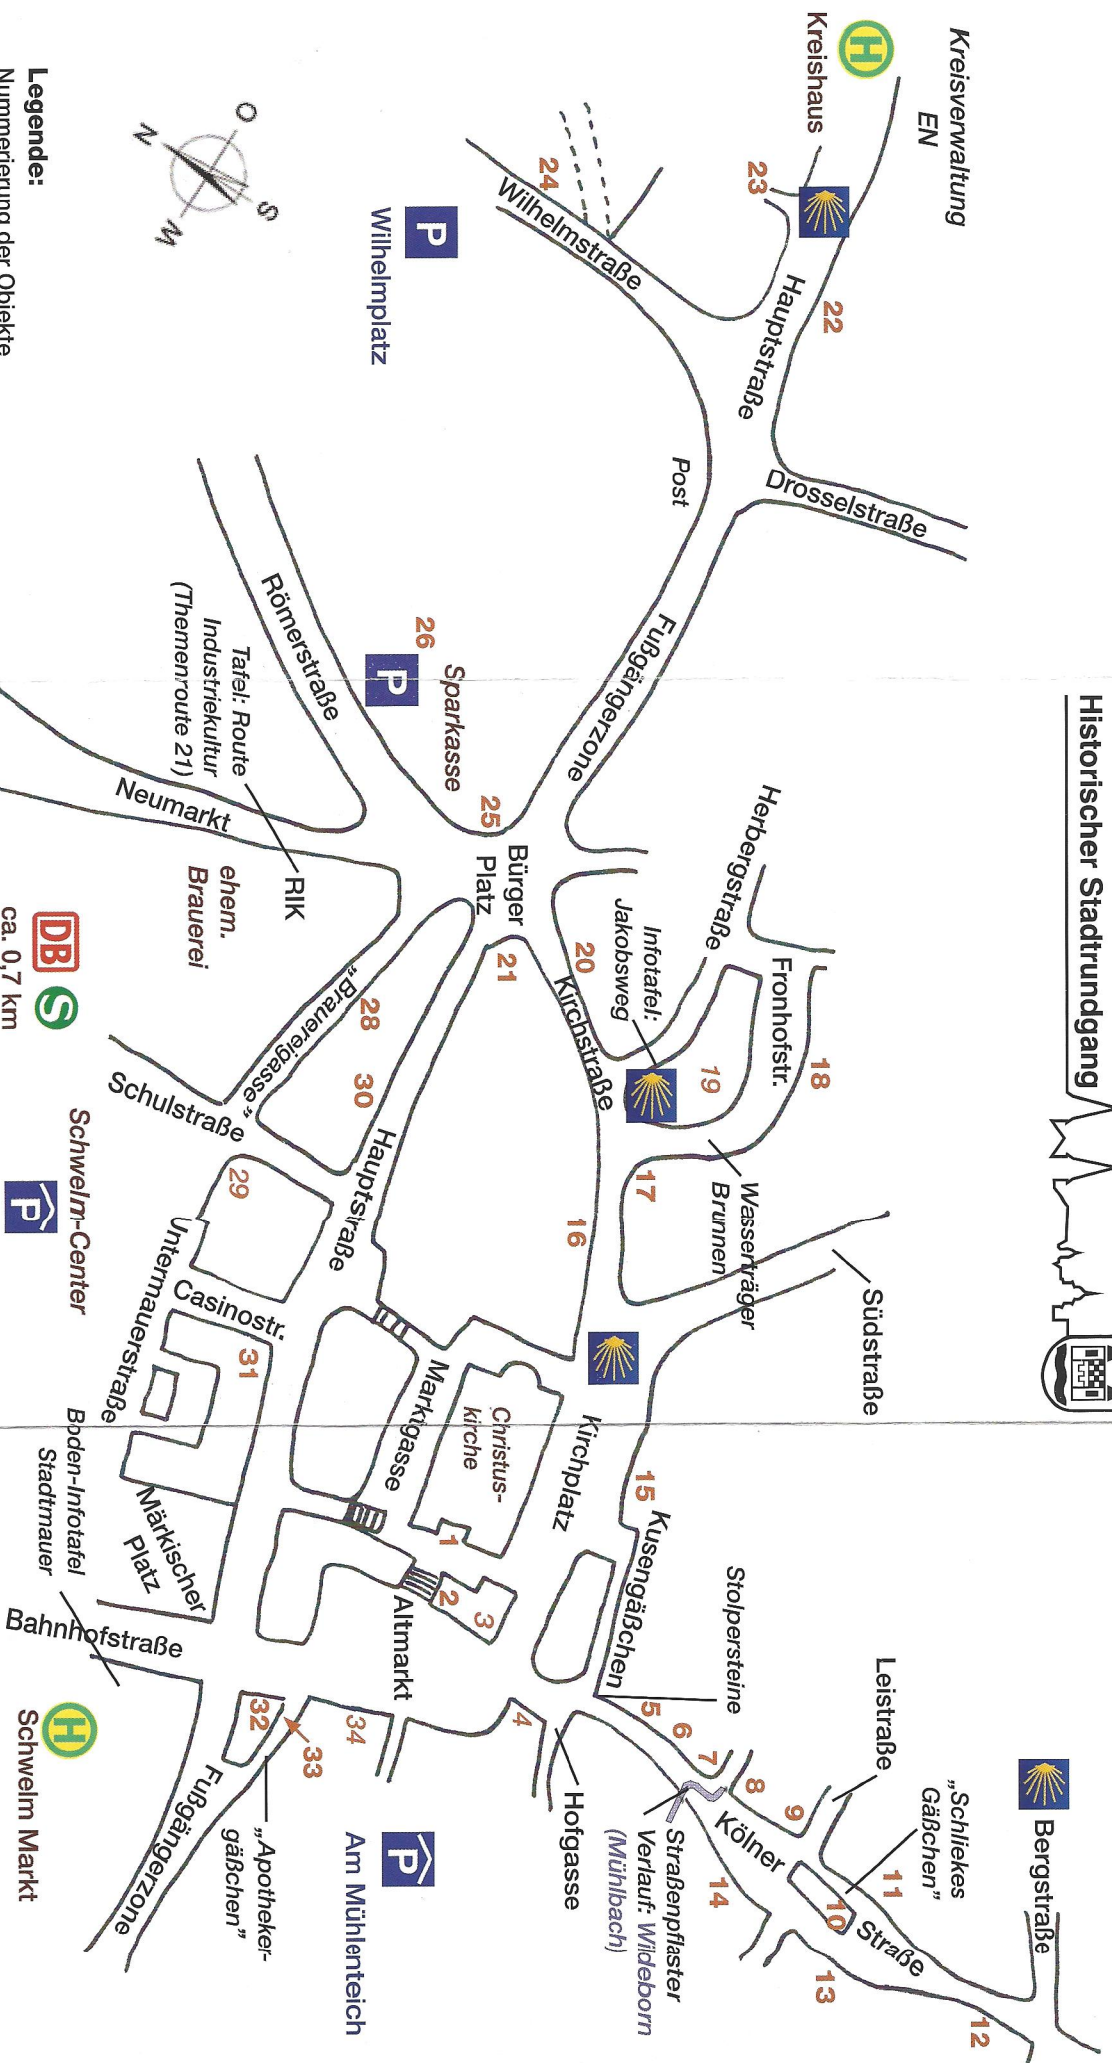 Historischer Stadtrundgang
Kreisverwaltung
EN
H
Kreishaus
23
22
Hauptstraße
24
Wilhelmstraße
P
Wilhelmplatz
O
N
S
W
Legende:
Nummerierung der Objekte
Drosselstraße
Post
Fußgängerzone
Römerstraße
26
P
Sparkasse
25
Tafel: Route
Industriekultur
(Themenroute 21)
Neumarkt
RIK
ehem.
Brauerei
DB S
ca. 0,7 km
Bürger
Platz
21
20
Kirchstraße
Herbergstraße
Infotafel:
Jakobsweg
Fronhofstr.
18
19
17
Wasserträger
Brunnen
16
Südstraße
28
„Brauereigasse”
30
Schulstraße
29
Hauptstraße
Schwelm-Center
P
Untermauerstraße
Casinostr.
31
Marktgasse
Christus-
kirche
1
2
3
Kirchplatz
15
Kusengäßchen
Stolpersteine
Altmarkt
Märkischer
Platz
Boden-Infotafel
Stadtmauer
Bahnhofstraße
H
Schwelm Markt
32
33
34
Fußgängerzone
„Apotheker-
gäßchen”
P
Am Mühlenteich
4
Hofgasse
5
6
7
8
9
Leistraße
„Schliekes
Gäßchen”
11
10
Kölner
Straße
14
13
12
Straßenpflaster
Verlauf: Wildeborn
(Mühlbach)
Bergstraße